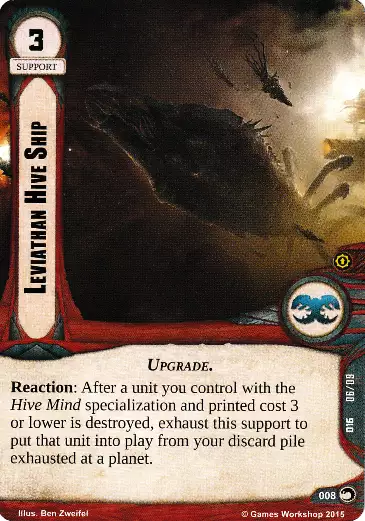 3
SUPPORT
LEVIATHAN HIVE SHIP
UPGRADE.
Reaction: After a unit you control with the
Hive Mind specialization and printed cost 3
or lower is destroyed, exhaust this support to
put that unit into play from your discard pile
exhausted at a planet.
016 06/08
008
Illus. Ben Zweifel
© Games Workshop 2015